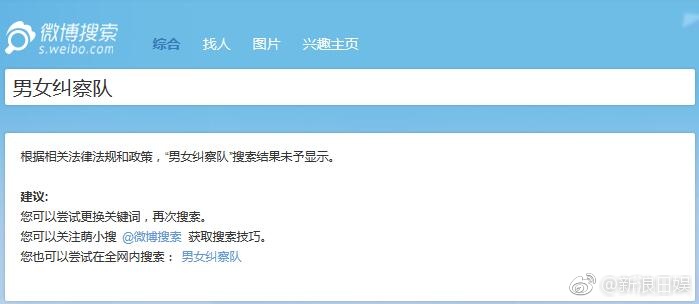 微博搜索
s.weibo.com
综合 找人 图片 兴趣主页
男女纠察队
根据相关法律法规和政策，“男女纠察队”搜索结果未予显示。
建议:
您可以尝试更换关键词，再次搜索。
您可以关注萌小搜 @微博搜索 获取搜索技巧。
您也可以尝试在全网内搜索： 男女纠察队
@新浪日娱